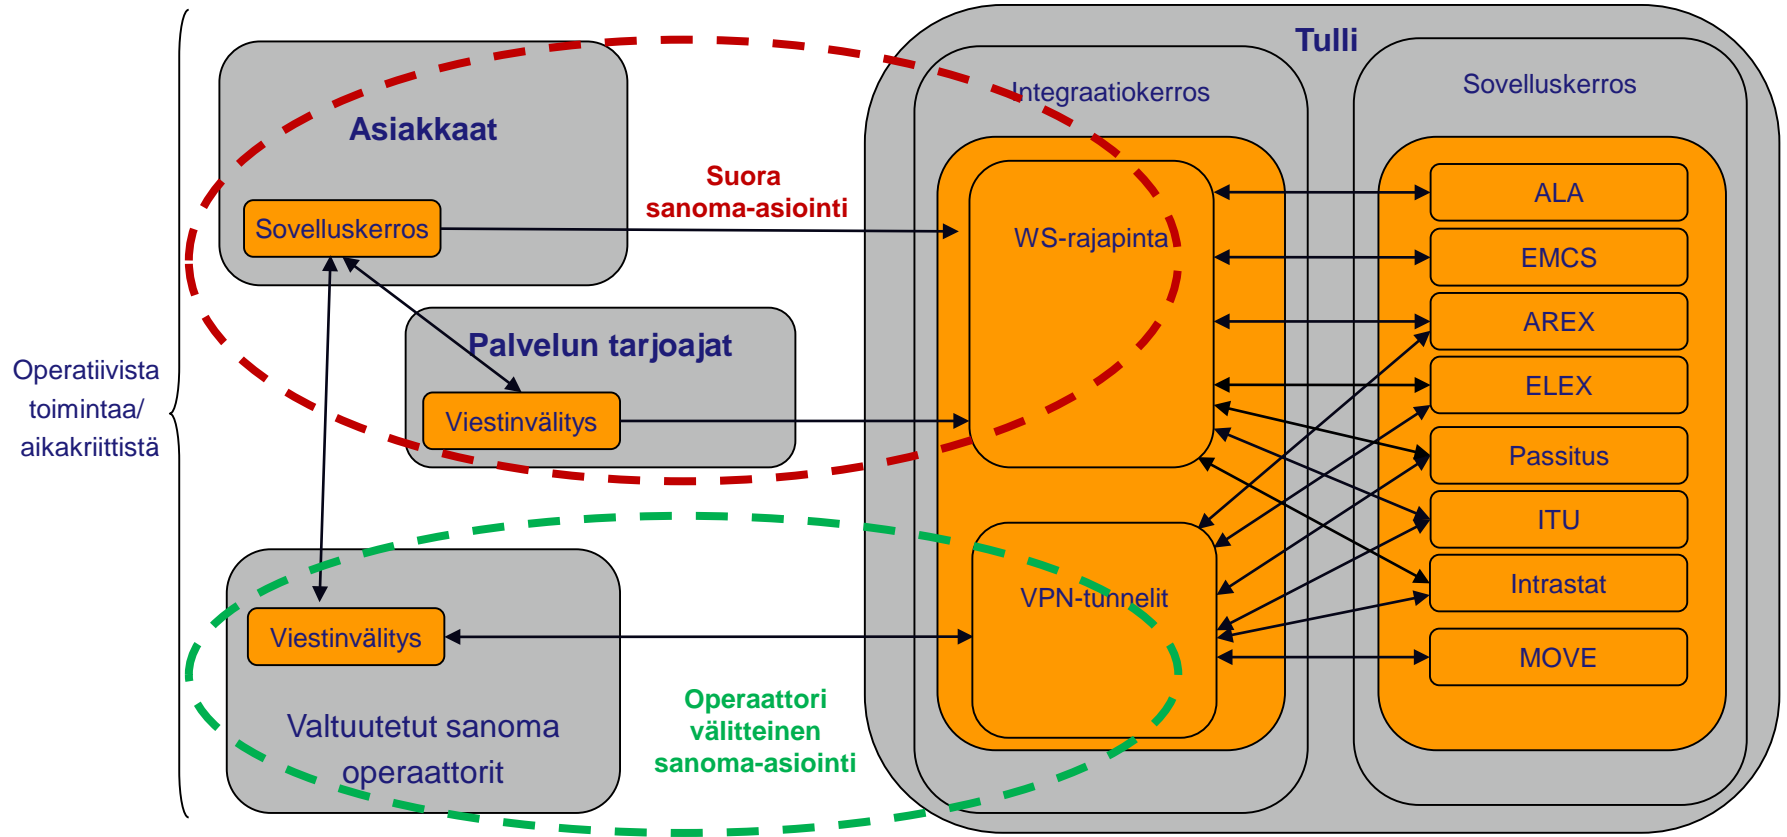 Operatiivista
toimintaa/
aikakriittistä
Asiakkaat
Sovelluskerros
Palvelun tarjoajat
Viestinvälitys
Viestinvälitys
Valtuutetut sanoma
operaattorit
Suora
sanoma-asiointi
Operaattori
välitteinen
sanoma-asiointi
Tulli
Integraatiokerros
WS-rajapinta
VPN-tunnelit
Sovelluskerros
ALA
EMCS
AREX
ELEX
Passitus
ITU
Intrastat
MOVE